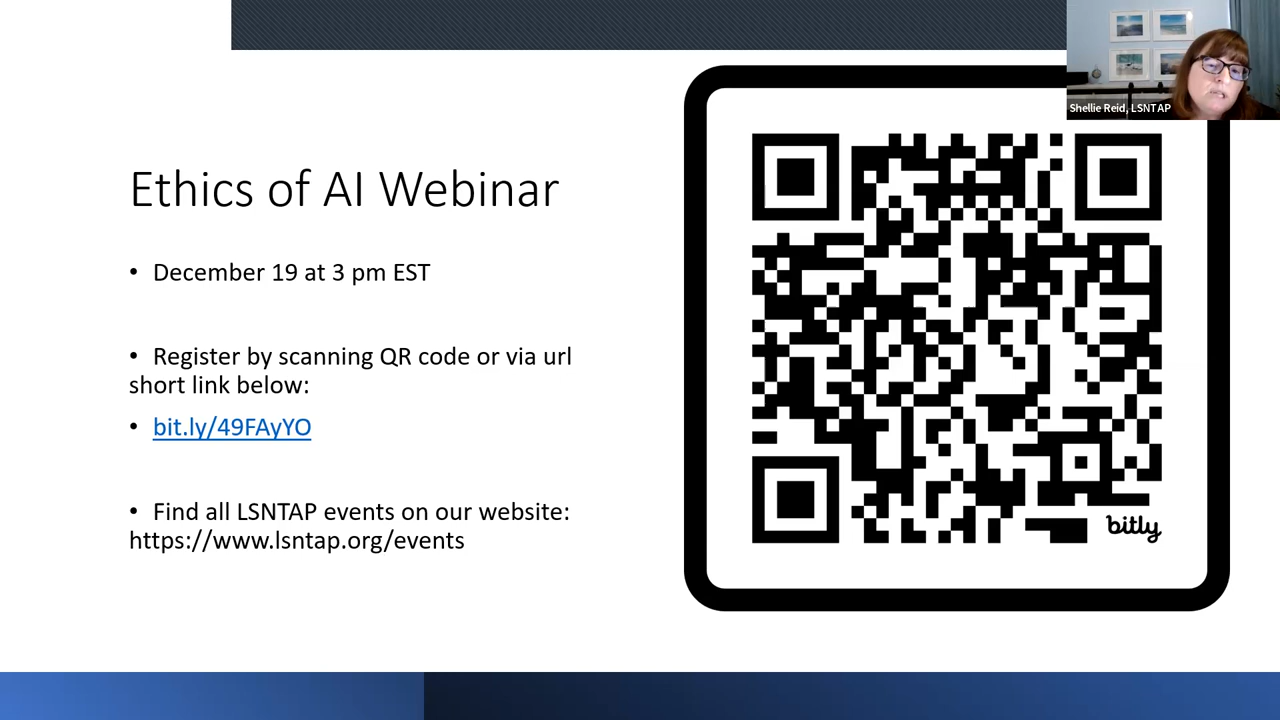 Shellie Reid, LSNTAP
Ethics of AI Webinar
• December 19 at 3 pm EST
• Register by scanning QR code or via url
short link below:
• bit.ly/49FAyYO
• Find all LSNTAP events on our website:
https://www.lsntap.org/events
bitly